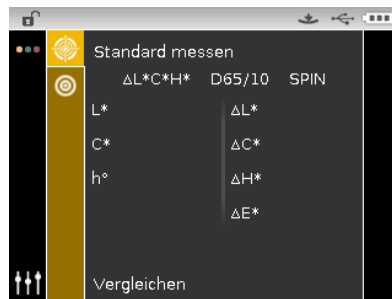 Standard messen
ΔL*C*H* D65/10 SPIN
L* ΔL*
C* ΔC*
h° ΔH*
ΔE*
Vergleichen